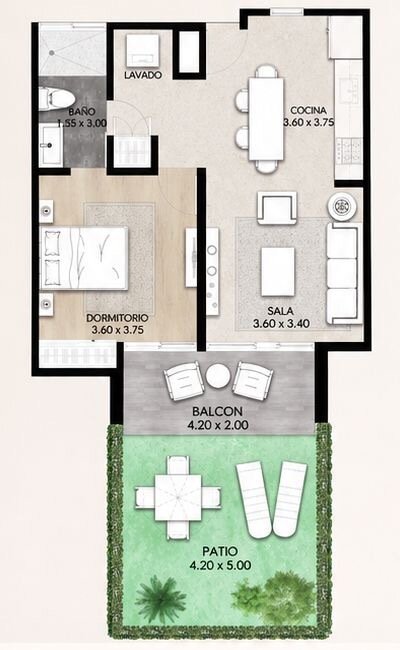 LAVADO
BAÑO
1.55 x 3.00
COCINA
3.60 x 3.75
DORMITORIO
3.60 x 3.75
SALA
3.60 x 3.40
BALCON
4.20 x 2.00
PATIO
4.20 x 5.00